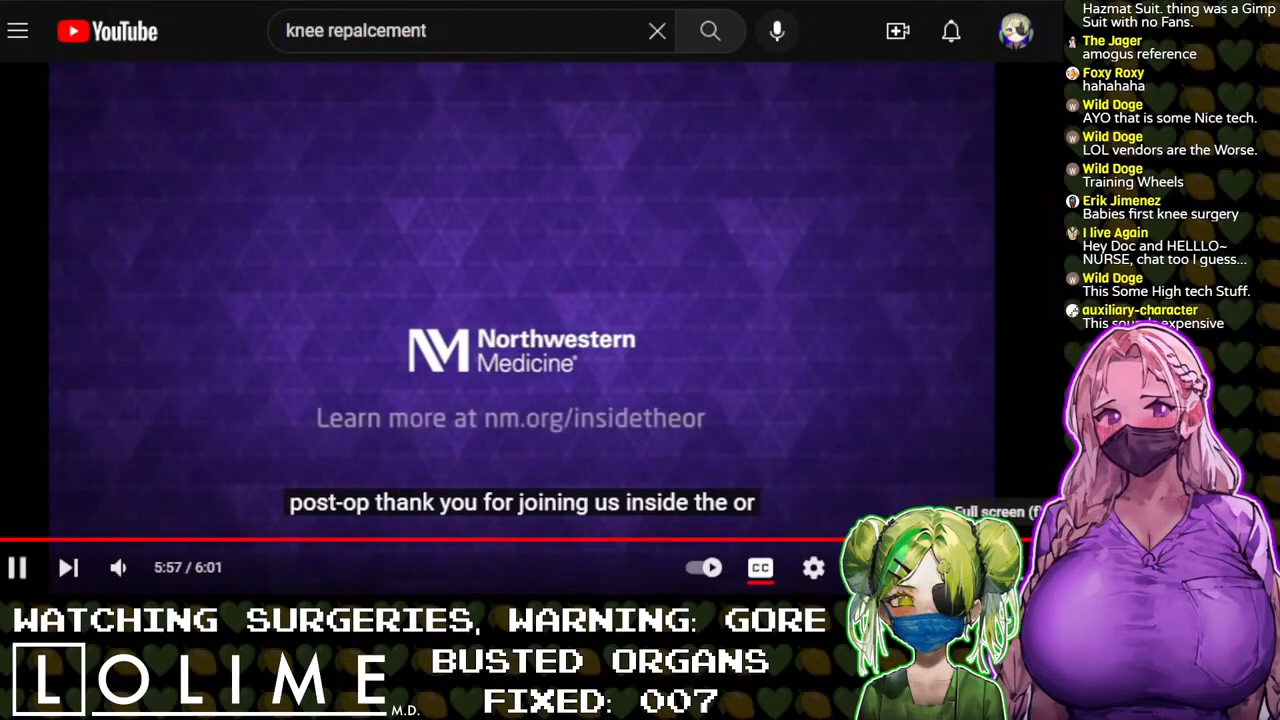 YouTube
knee repalcement
Northwestern
Medicine®
Learn more at nm.org/insidetheor
post-op thank you for joining us inside the or
Full screen (f)
5:57 / 6:01
CC
Hazmat Suit. thing was a Gimp
Suit with no Fans.
The Jager
amogus reference
Foxy Roxy
hahahaha
Wild Doge
AYO that is some Nice tech.
Wild Doge
LOL vendors are the Worse.
Wild Doge
Training Wheels
Erik Jimenez
Babies first knee surgery
I live Again
Hey Doc and HELLLO~
NURSE, chat too I guess...
Wild Doge
This Some High tech Stuff.
auxiliary-character
This sounds expensive
WATCHING SURGERIES, WARNING: GORE
LOLIME M.D.
BUSTED ORGANS
FIXED: 007